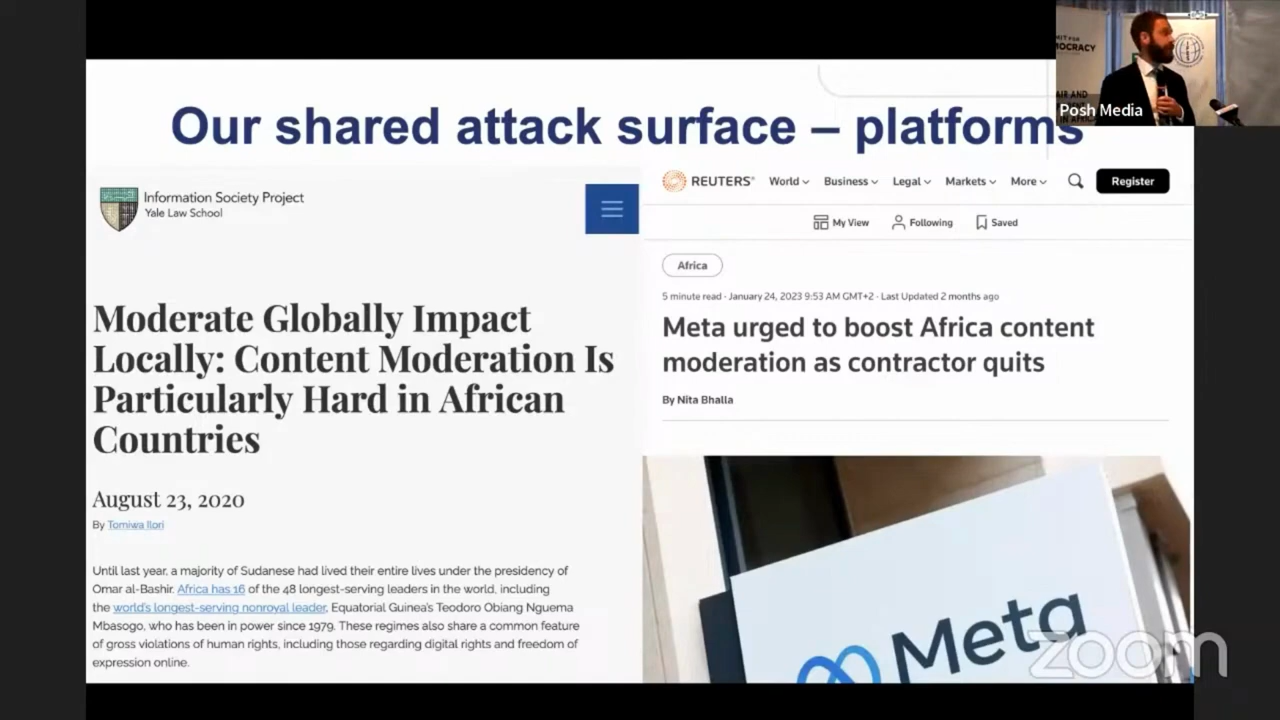 Our shared attack surface – platforms
Posh Media
Information Society Project
Yale Law School
Moderate Globally Impact
Locally: Content Moderation Is
Particularly Hard in African
Countries
August 23, 2020
By Tomiwa Ilori
Until last year, a majority of Sudanese had lived their entire lives under the presidency of
Omar al-Bashir. Africa has 16 of the 48 longest-serving leaders in the world, including
the world's longest-serving nonroyal leader, Equatorial Guinea's Teodoro Obiang Nguema
Mbasogo, who has been in power since 1979. These regimes also share a common feature
of gross violations of human rights, including those regarding digital rights and freedom of
expression online.
REUTERS® World Business Legal Markets More Register
My View Following Saved
Africa
5 minute read · January 24, 2023 9:53 AM GMT+2 · Last Updated 2 months ago
Meta urged to boost Africa content
moderation as contractor quits
By Nita Bhalla
Meta
zoom